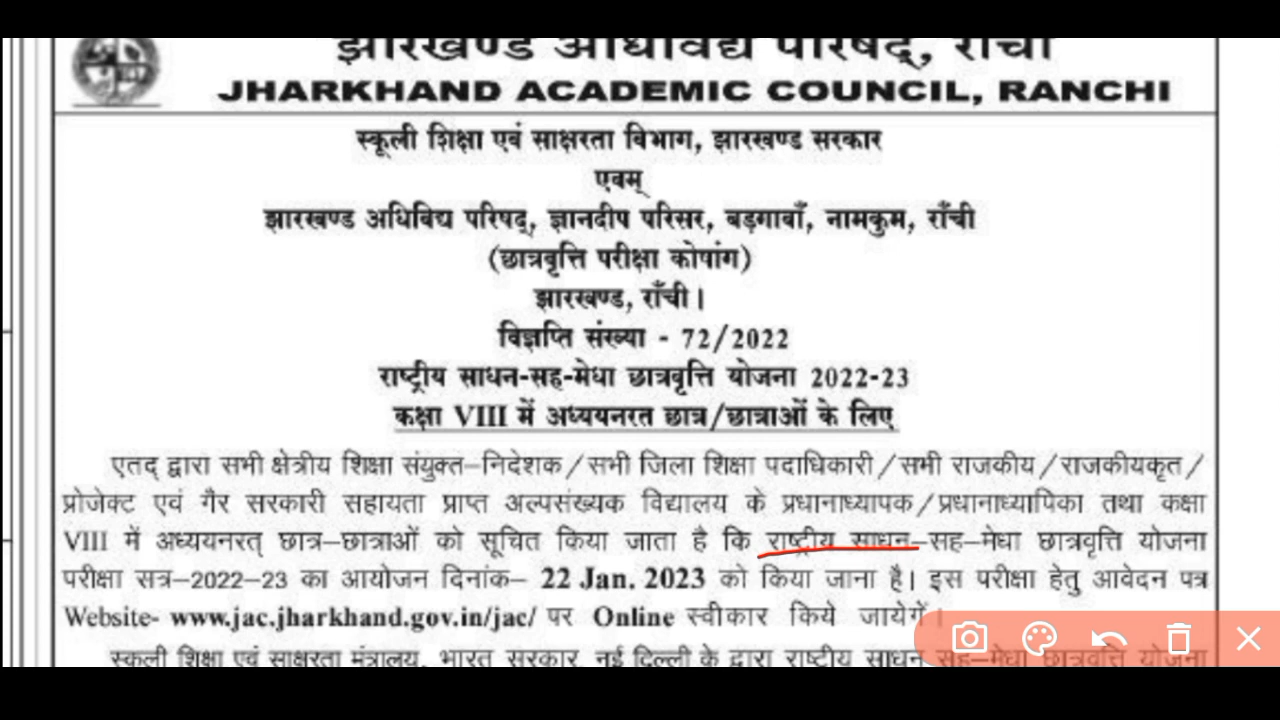 झारखण्ड अधिविद्य परिषद्, राँची
JHARKHAND ACADEMIC COUNCIL, RANCHI
स्कूली शिक्षा एवं साक्षरता विभाग, झारखण्ड सरकार
एवम्
झारखण्ड अधिविद्य परिषद्, ज्ञानदीप परिसर, बड़गावाँ, नामकुम, राँची
(छात्रवृत्ति परीक्षा कोषांग)
झारखण्ड, राँची।
विज्ञप्ति संख्या - 72/2022
राष्ट्रीय साधन-सह-मेधा छात्रवृत्ति योजना 2022-23
कक्षा VIII में अध्ययनरत छात्र/छात्राओं के लिए
एतद् द्वारा सभी क्षेत्रीय शिक्षा संयुक्त–निदेशक/सभी जिला शिक्षा पदाधिकारी/सभी राजकीय/राजकीयकृत/
प्रोजेक्ट एवं गैर सरकारी सहायता प्राप्त अल्पसंख्यक विद्यालय के प्रधानाध्यापक/प्रधानाध्यापिका तथा कक्षा
VIII में अध्ययनरत् छात्र–छात्राओं को सूचित किया जाता है कि राष्ट्रीय साधन–सह–मेधा छात्रवृत्ति योजना
परीक्षा सत्र–2022–23 का आयोजन दिनांक– 22 Jan. 2023 को किया जाना है। इस परीक्षा हेतु आवेदन पत्र
Website- www.jac.jharkhand.gov.in/jac/ पर Online स्वीकार किये जायेगें।
स्कूली शिक्षा एवं साक्षरता मंत्रालय, भारत सरकार, नई दिल्ली के द्वारा राष्ट्रीय साधन सह–मेधा छात्रवृत्ति योजना